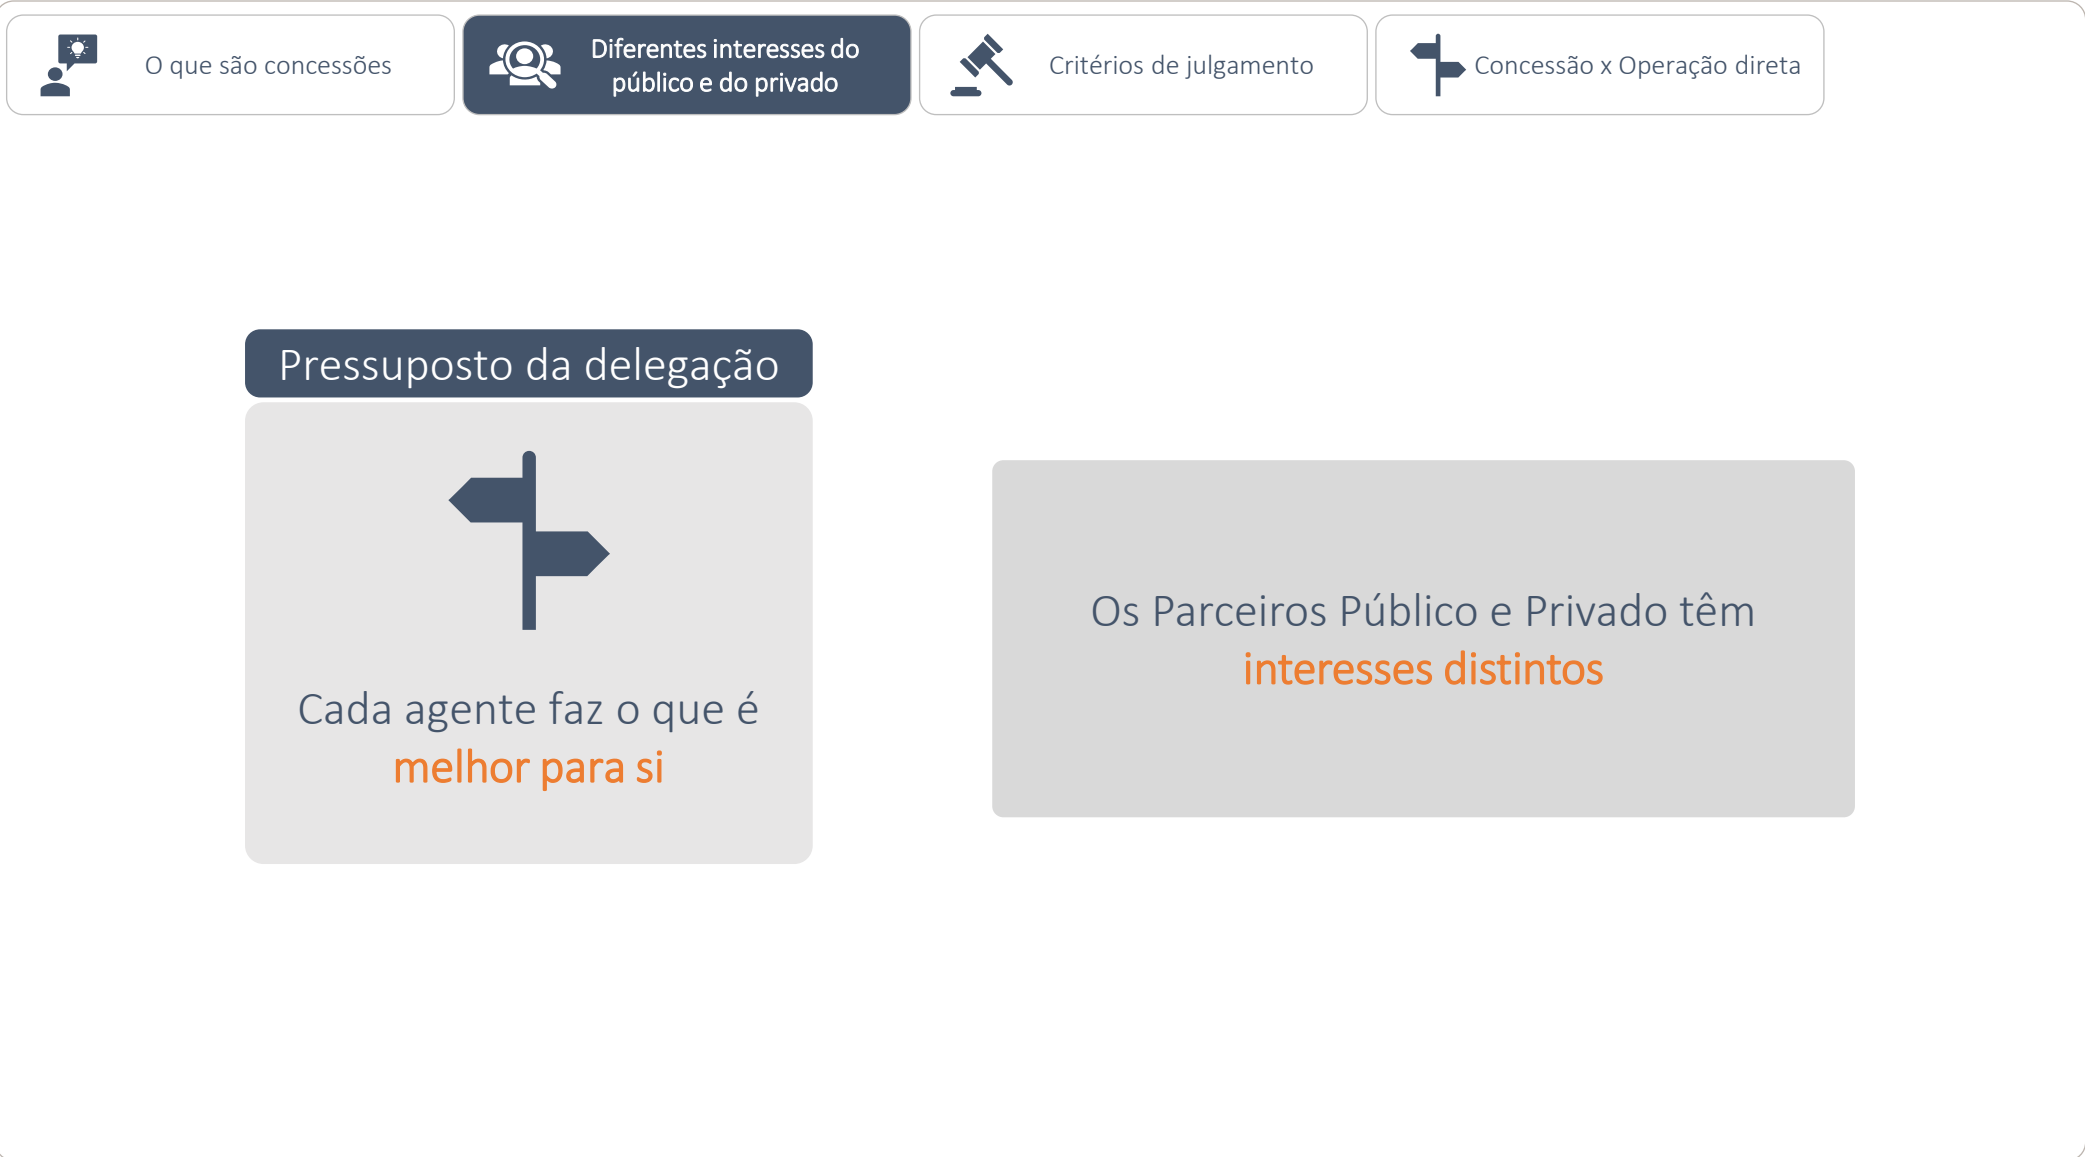 O que são concessões
Diferentes interesses do
público e do privado
Critérios de julgamento
Concessão x Operação direta
Pressuposto da delegação
Cada agente faz o que é
melhor para si
Os Parceiros Público e Privado têm
interesses distintos